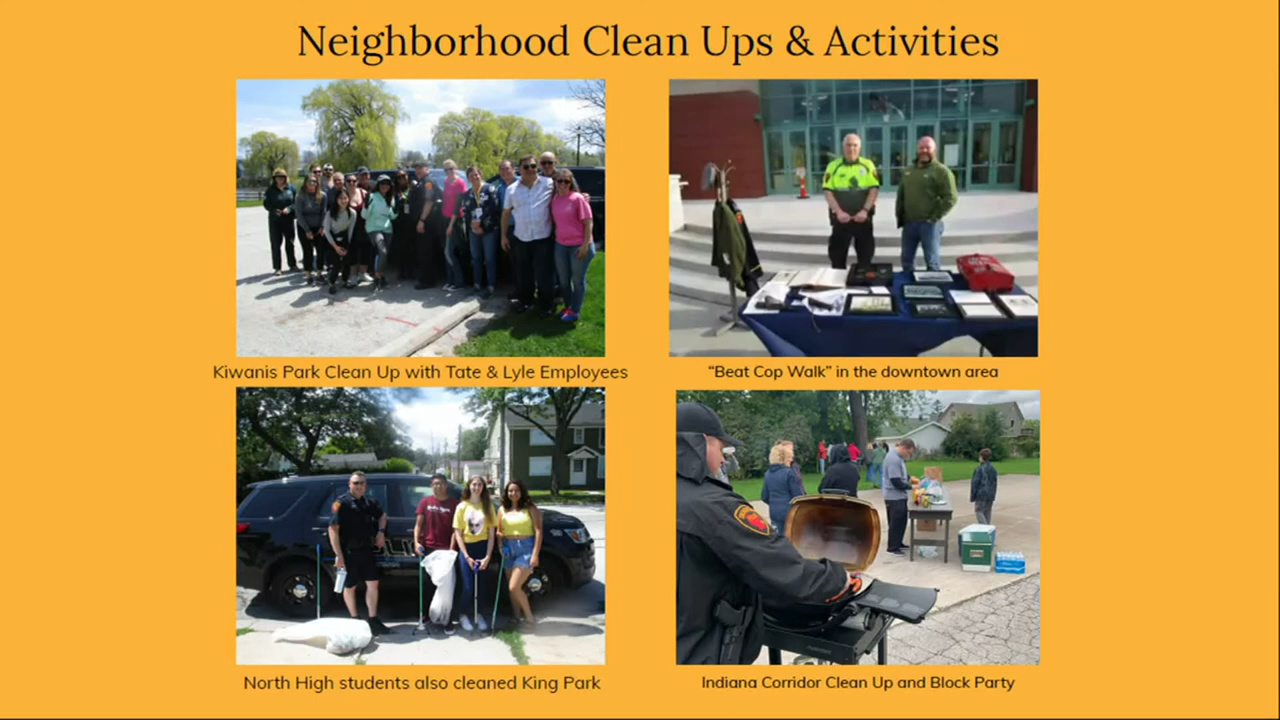 Neighborhood Clean Ups & Activities
Kiwanis Park Clean Up with Tate & Lyle Employees
“Beat Cop Walk” in the downtown area
North High students also cleaned King Park
Indiana Corridor Clean Up and Block Party